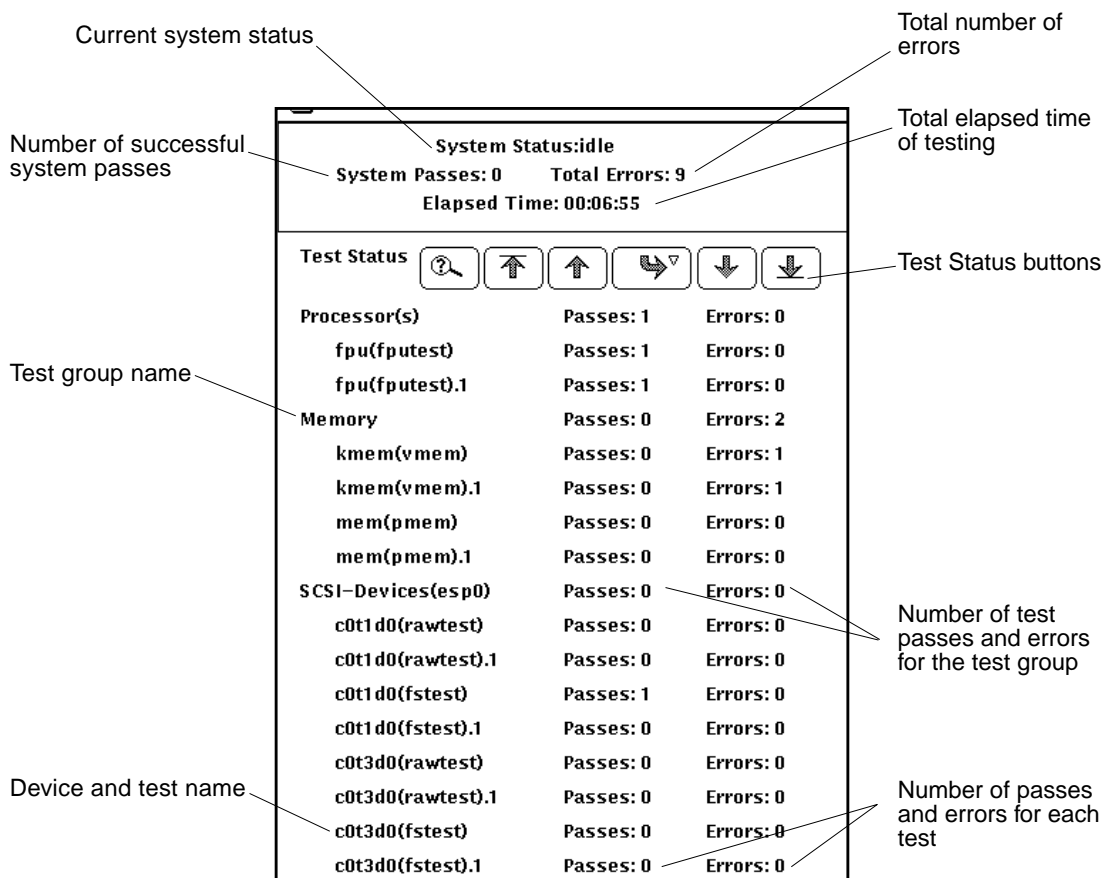 Current system status
Total number of
errors
Number of successful
system passes
Total elapsed time
of testing
System Status:idle
System Passes: 0 Total Errors: 9
Elapsed Time: 00:06:55
Test Status
Test Status buttons
Processor(s) Passes: 1 Errors: 0
fpu(fputest) Passes: 1 Errors: 0
fpu(fputest).1 Passes: 1 Errors: 0
Test group name
Memory Passes: 0 Errors: 2
kmem(vmem) Passes: 0 Errors: 1
kmem(vmem).1 Passes: 0 Errors: 1
mem(pmem) Passes: 0 Errors: 0
mem(pmem).1 Passes: 0 Errors: 0
SCSI-Devices(esp0) Passes: 0 Errors: 0
c0t1d0(rawtest) Passes: 0 Errors: 0
c0t1d0(rawtest).1 Passes: 0 Errors: 0
c0t1d0(fstest) Passes: 1 Errors: 0
c0t1d0(fstest).1 Passes: 0 Errors: 0
c0t3d0(rawtest) Passes: 0 Errors: 0
c0t3d0(rawtest).1 Passes: 0 Errors: 0
c0t3d0(fstest) Passes: 0 Errors: 0
c0t3d0(fstest).1 Passes: 0 Errors: 0
Number of test
passes and errors
for the test group
Device and test name
Number of passes
and errors for each
test